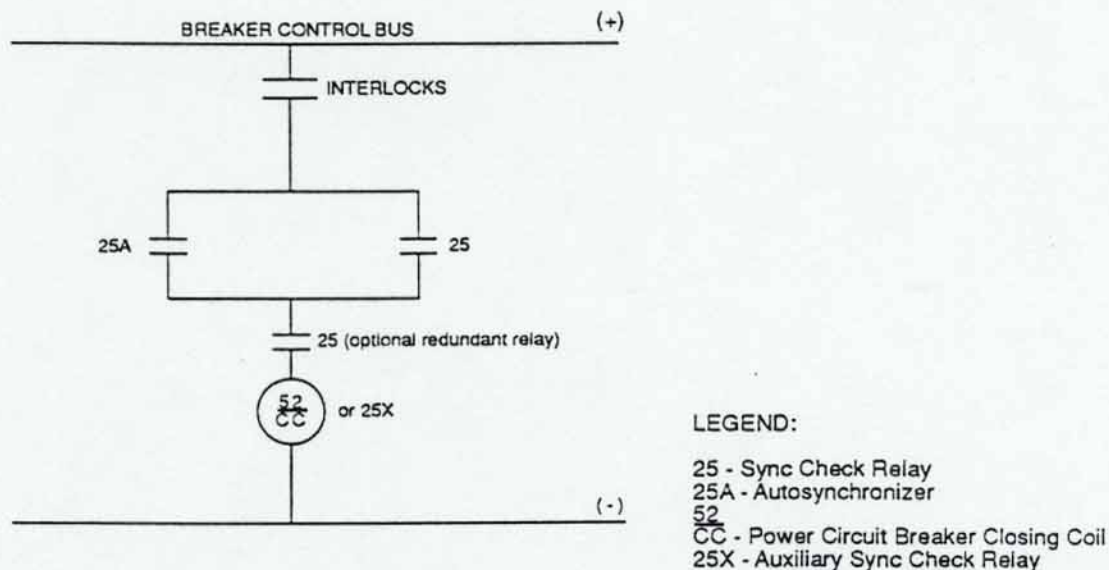 BREAKER CONTROL BUS
(+)
INTERLOCKS
25A
25
25 (optional redundant relay)
52
CC
or 25X
(-)
LEGEND:
25 - Sync Check Relay
25A - Autosynchronizer
52
CC - Power Circuit Breaker Closing Coil
25X - Auxiliary Sync Check Relay